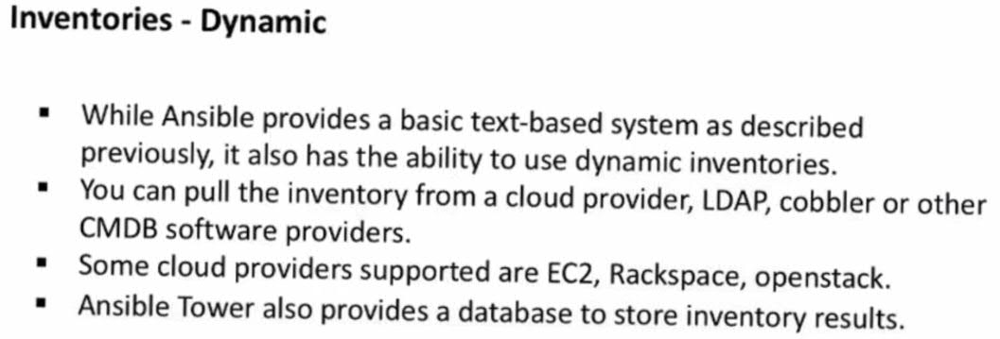 Inventories - Dynamic
▪ While Ansible provides a basic text-based system as described
previously, it also has the ability to use dynamic inventories.
▪ You can pull the inventory from a cloud provider, LDAP, cobbler or other
CMDB software providers.
▪ Some cloud providers supported are EC2, Rackspace, openstack.
▪ Ansible Tower also provides a database to store inventory results.